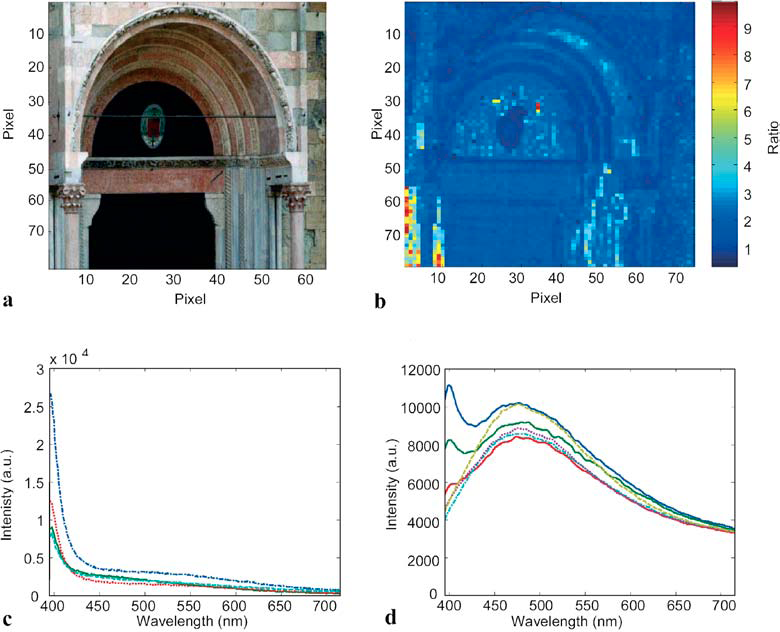 10
20
30
40
50
60
70
Pixel
10 20 30 40 50 60
Pixel
a
10
20
30
40
50
60
70
Pixel
10 20 30 40 50 60 70
Pixel
b
9
8
7
6
5
4
3
2
1
Ratio
x 10 4
3
2.5
2
1.5
1
0.5
0
Intenisty (a.u.)
400 450 500 550 600 650 700
Wavelength (nm)
c
12000
10000
8000
6000
4000
2000
0
Intensity (a.u.)
400 450 500 550 600 650 700
Wavelength (nm)
d